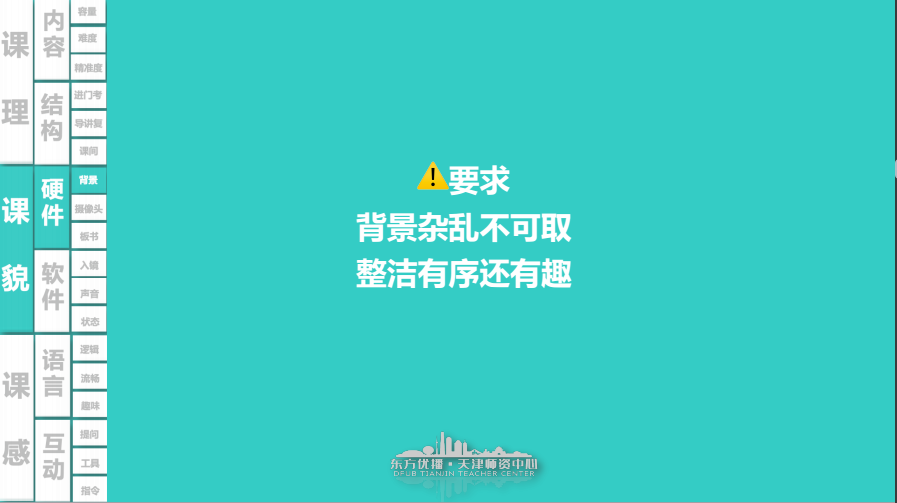 课理
内容
容量
难度
精准度
结构
进门考
导讲复
课间
课貌
硬件
背景
摄像头
板书
软件
入镜
声音
状态
课感
语言
逻辑
流畅
趣味
互动
提问
工具
指令
要求
背景杂乱不可取
整洁有序还有趣
东方优播·天津师资中心
DFUB TIANJIN TEACHER CENTER